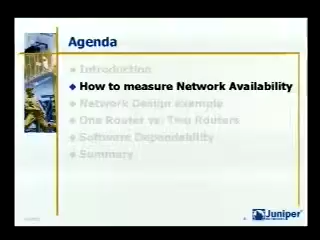 Agenda
Introduction
How to measure Network Availability
Network Design example
One Router vs. Two Routers
Software Dependability
Summary
Juniper